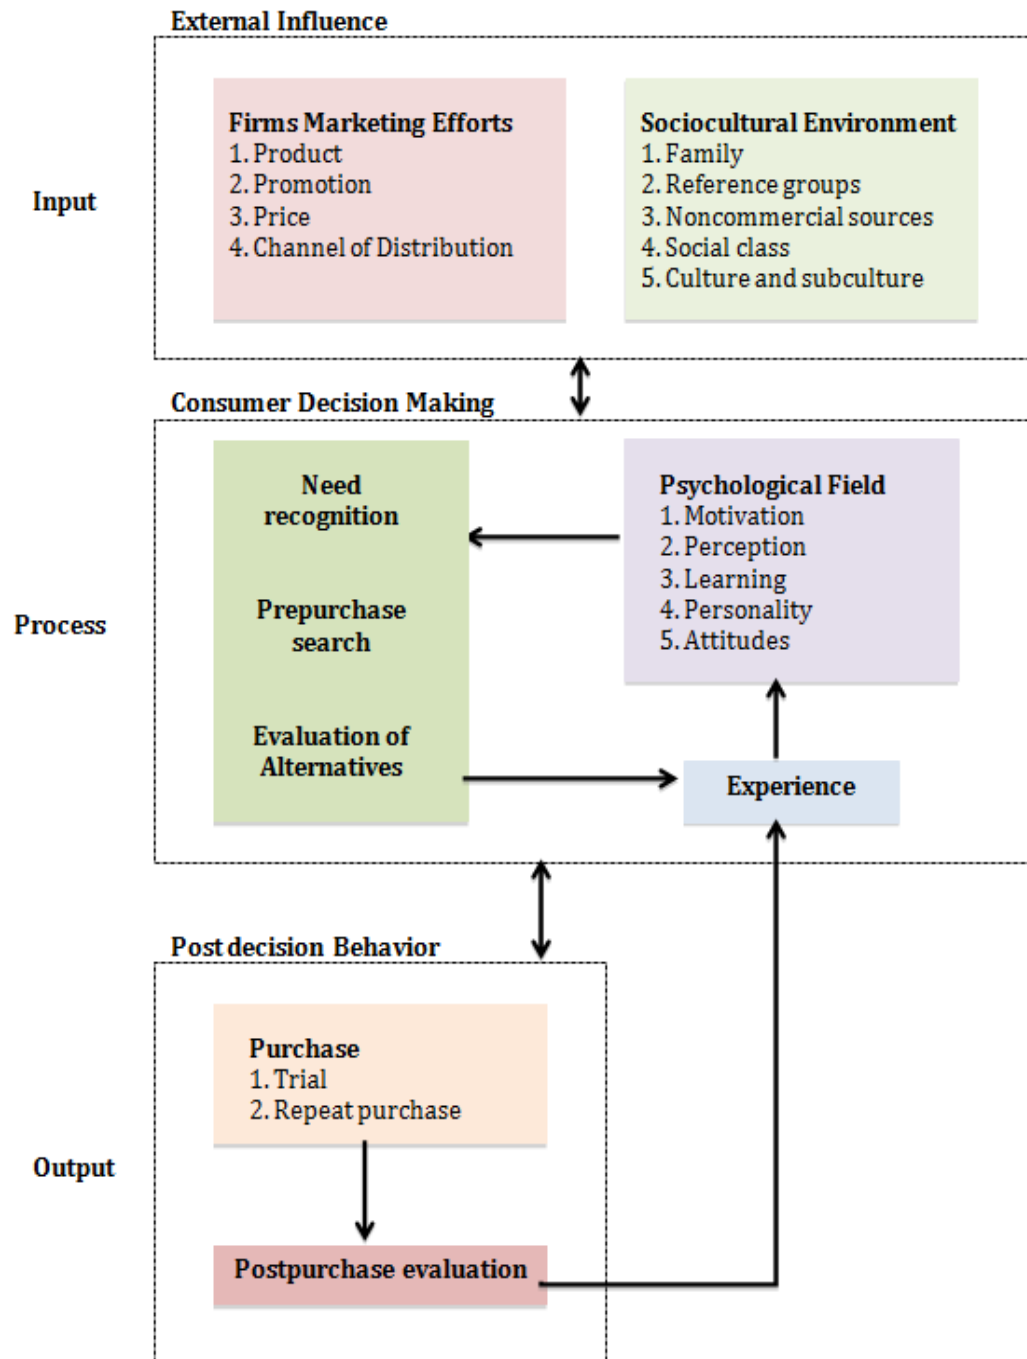 External Influence
Firms Marketing Efforts
1. Product
2. Promotion
3. Price
4. Channel of Distribution
Sociocultural Environment
1. Family
2. Reference groups
3. Noncommercial sources
4. Social class
5. Culture and subculture
Input
Consumer Decision Making
Need
recognition
Prepurchase
search
Evaluation of
Alternatives
Psychological Field
1. Motivation
2. Perception
3. Learning
4. Personality
5. Attitudes
Experience
Process
Post decision Behavior
Purchase
1. Trial
2. Repeat purchase
Output
Postpurchase evaluation